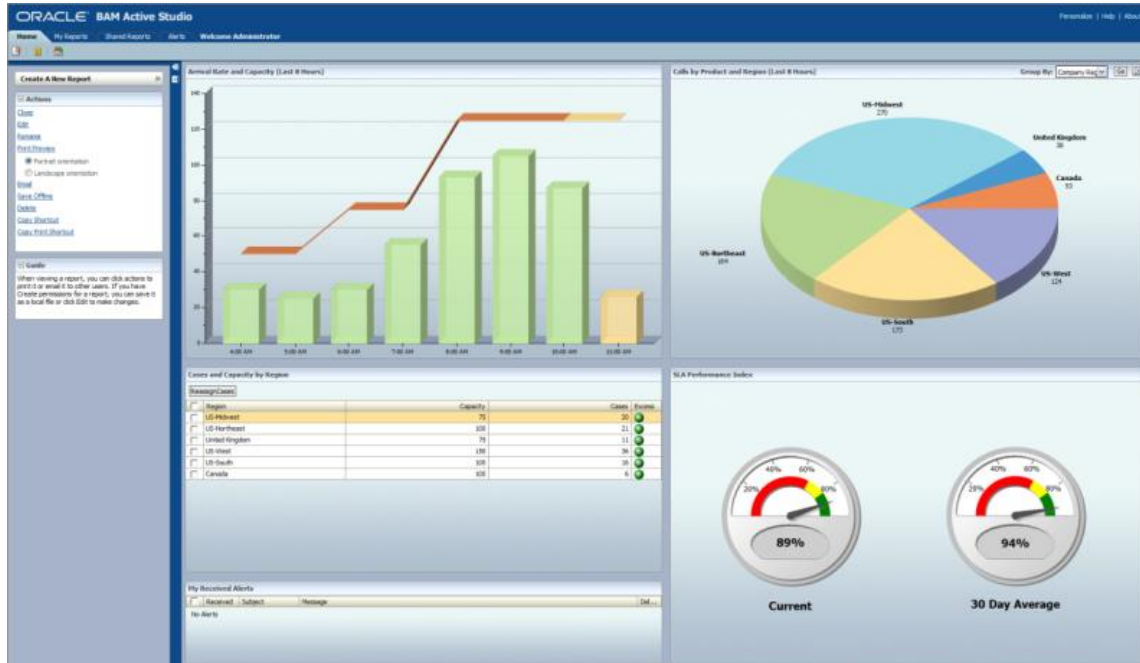 ORACLE BAM Active Studio
Personalize | Help | Abou
Home My Reports Shared Reports Alerts Welcome Administrator
Create A New Report
Actions
Close
Edit
Rename
Print Preview
Portrait orientation
Landscape orientation
Email
Save Offline
Delete
Copy Shortcut
Copy Print Shortcut
Guide
When viewing a report, you can click actions to
print it or email it to other users. If you have
Create permissions for a report, you can save it
as a local file or click Edit to make changes.
Arrival Rate and Capacity (Last 8 Hours)
140
120
100
80
60
40
20
0
4:00 AM 5:00 AM 6:00 AM 7:00 AM 8:00 AM 9:00 AM 10:00 AM 11:00 AM
Calls by Product and Region (Last 8 Hours)
Group By: Company Reg Go
US-Midwest
270
United Kingdom
38
Canada
53
US-West
124
US-South
173
US-Northeast
184
Cases and Capacity by Region
ReassignCases
Region Capacity Cases Excess
US-Midwest 75 20
US-Northeast 100 21
United Kingdom 11
US-West 36
US-South 16
Canada 6
My Received Alerts
Received Subject Message Del...
No Alerts
SLA Performance Index
20% 40% 60% 80%
89%
Current
20% 40% 60% 80%
94%
30 Day Average